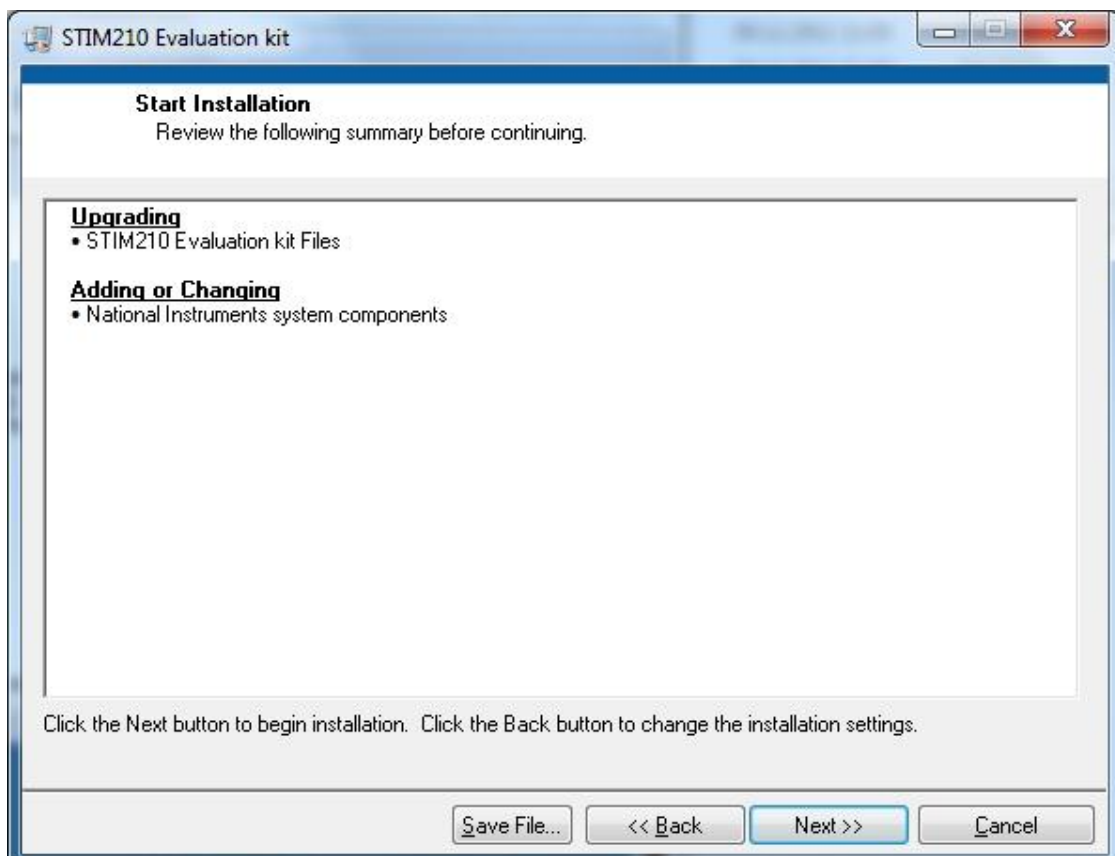 STIM210 Evaluation kit
Start Installation
Review the following summary before continuing.
Upgrading
• STIM210 Evaluation kit Files
Adding or Changing
• National Instruments system components
Click the Next button to begin installation. Click the Back button to change the installation settings.
Save File... << Back Next >> Cancel